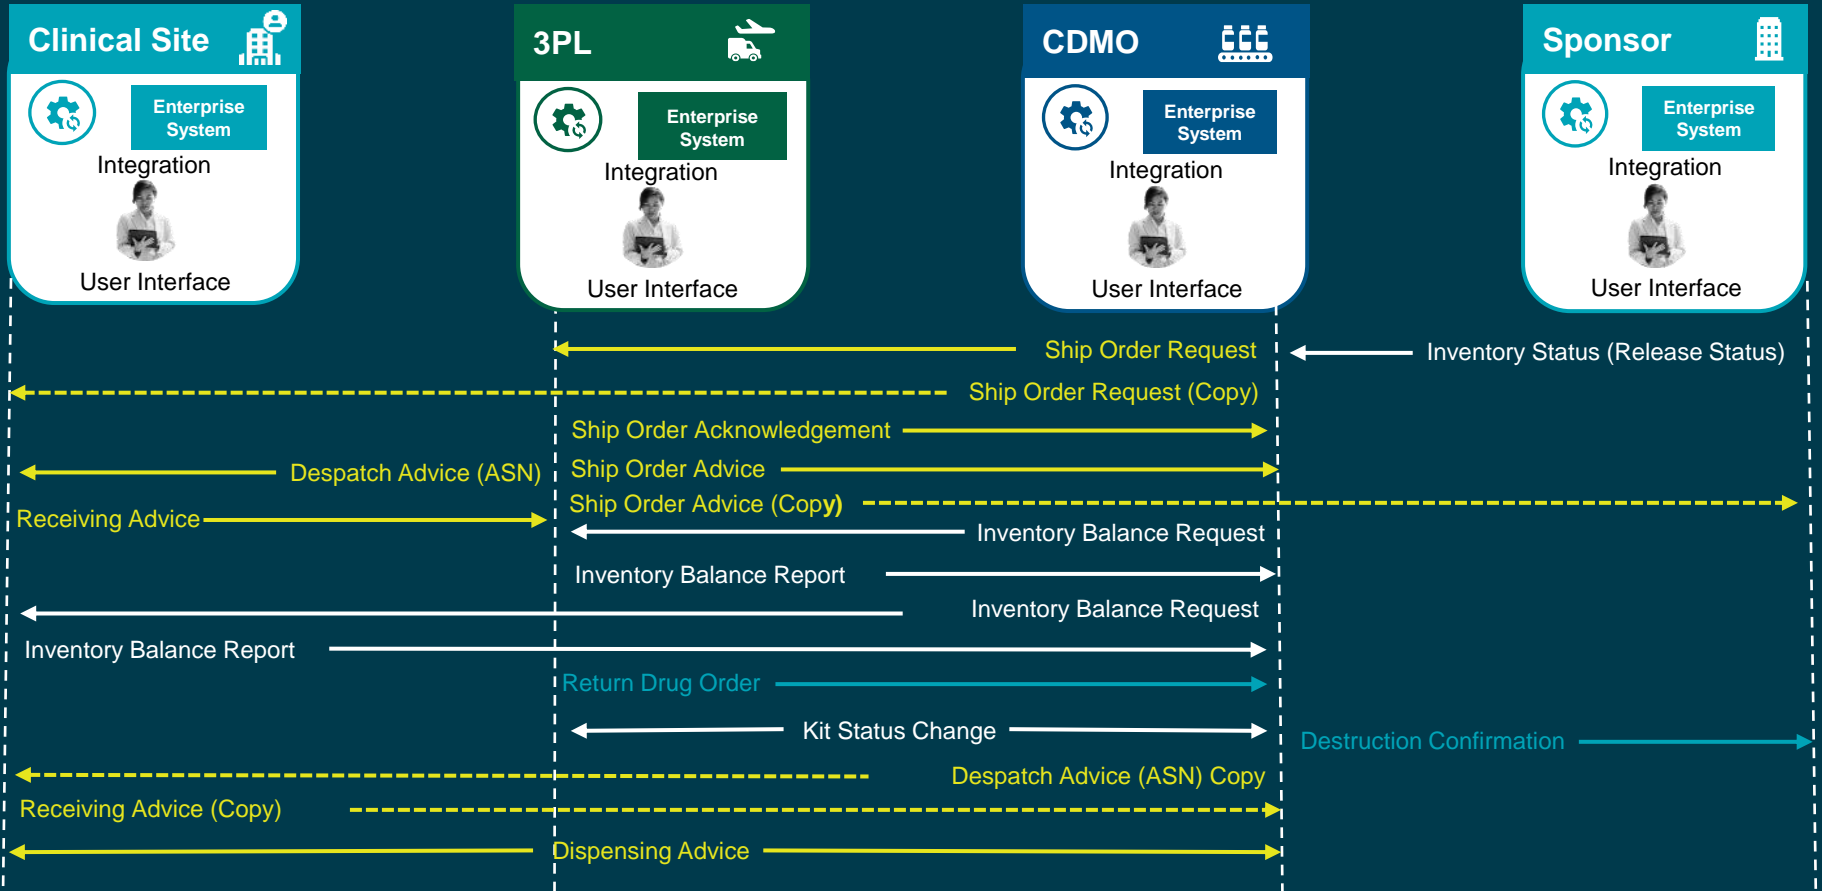 Clinical Site
3PL
CDMO
Sponsor
Enterprise
System
Integration
User Interface
Enterprise
System
Integration
User Interface
Enterprise
System
Integration
User Interface
Enterprise
System
Integration
User Interface
Ship Order Request
Inventory Status (Release Status)
Ship Order Request (Copy)
Ship Order Acknowledgement
Despatch Advice (ASN)
Ship Order Advice
Ship Order Advice (Copy)
Receiving Advice
Inventory Balance Request
Inventory Balance Report
Inventory Balance Request
Inventory Balance Report
Return Drug Order
Kit Status Change
Destruction Confirmation
Despatch Advice (ASN) Copy
Receiving Advice (Copy)
Dispensing Advice